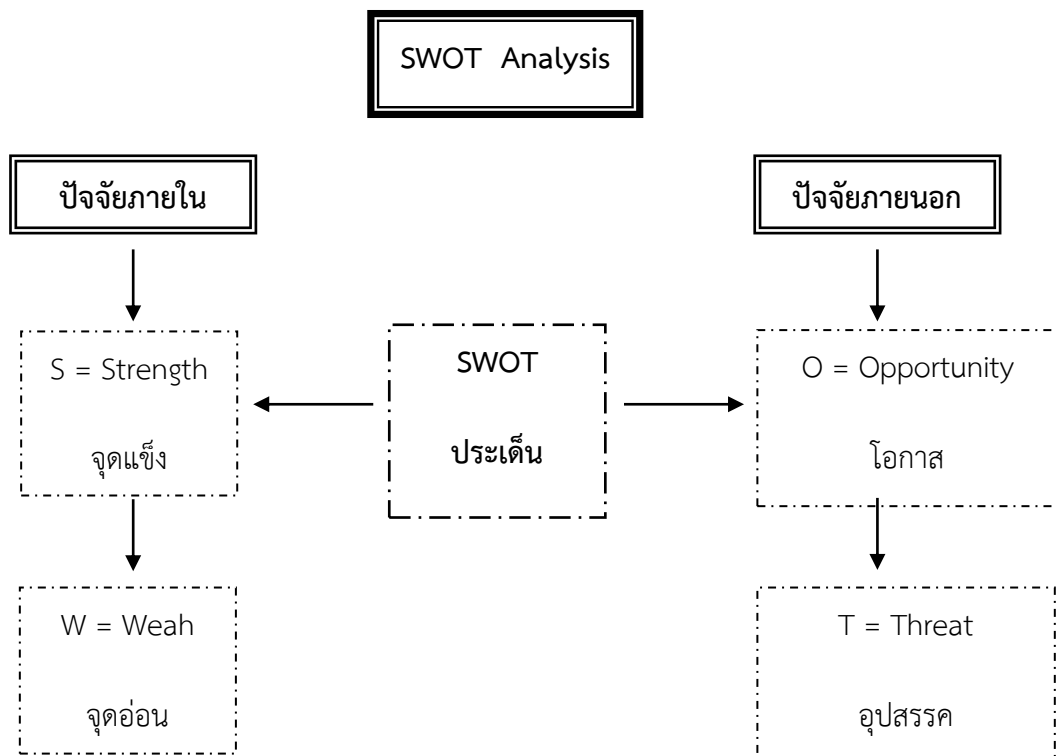 SWOT Analysis
ปัจจัยภายใน
ปัจจัยภายนอก
S = Strength
จุดแข็ง
SWOT
ประเด็น
O = Opportunity
โอกาส
W = Weah
จุดอ่อน
T = Threat
อุปสรรค